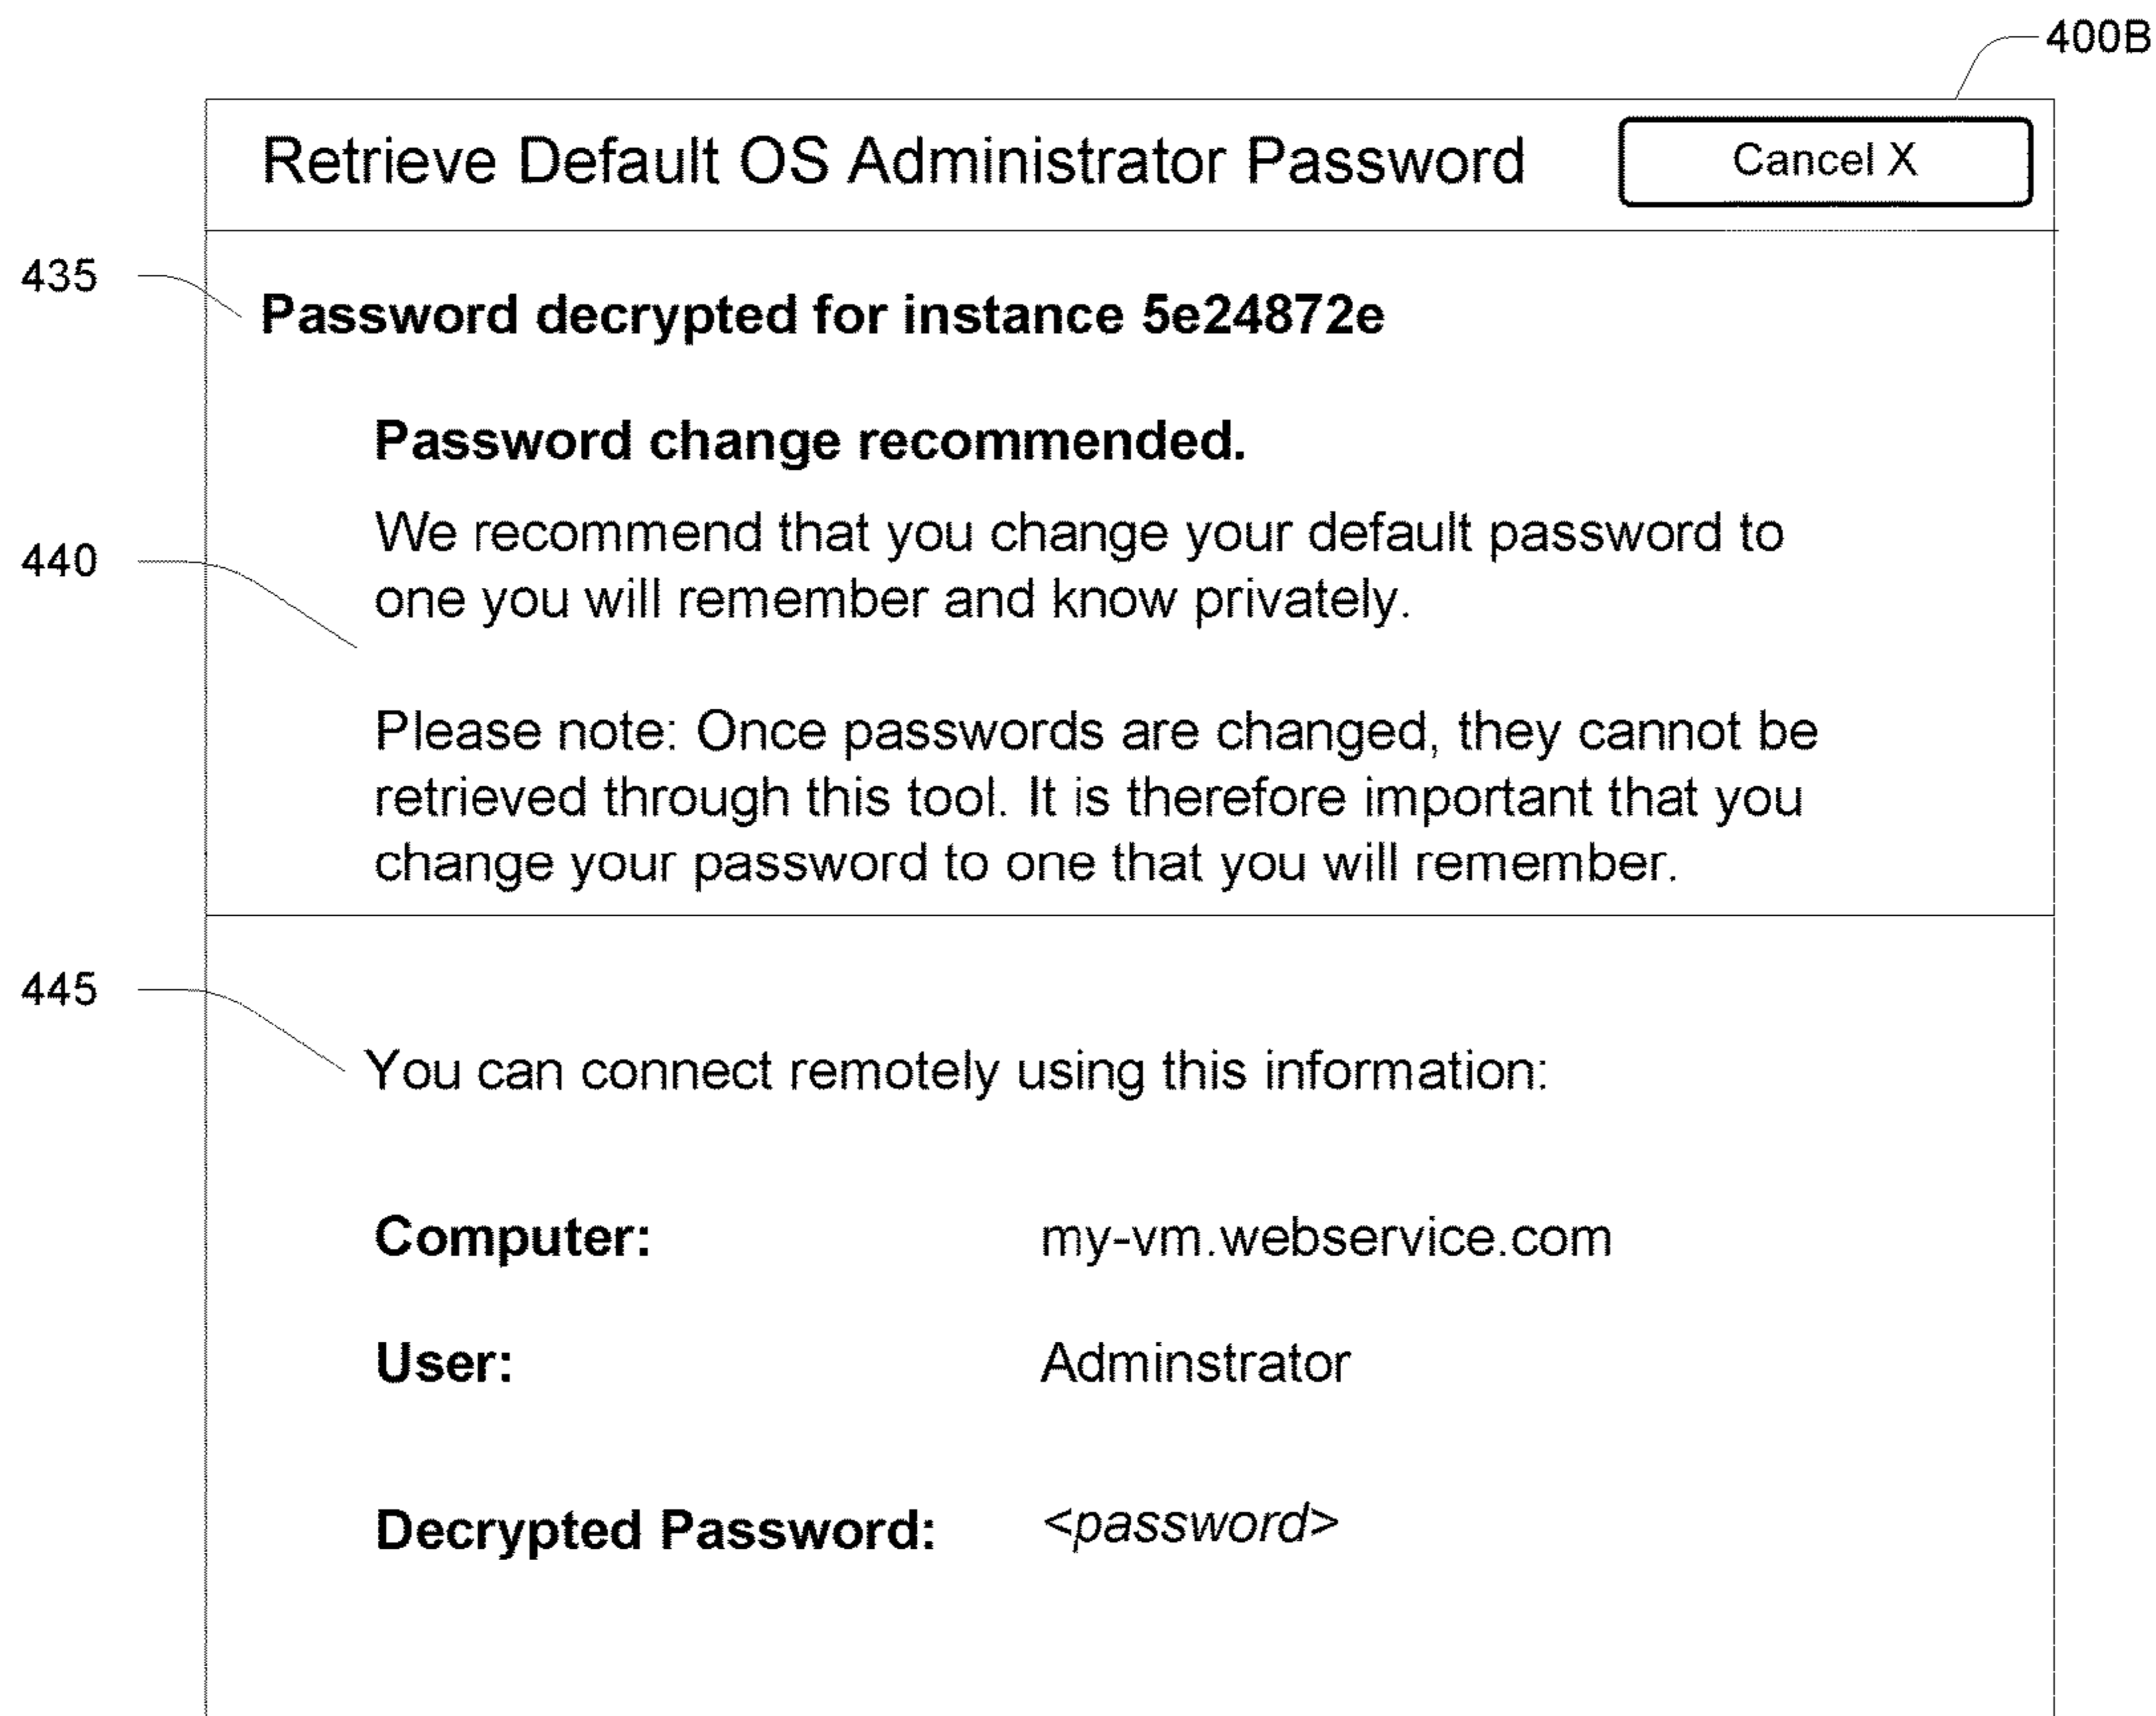 400B
Retrieve Default OS Administrator Password
Cancel X
435
Password decrypted for instance 5e24872e
Password change recommended.
We recommend that you change your default password to
one you will remember and know privately.
440
Please note: Once passwords are changed, they cannot be
retrieved through this tool. It is therefore important that you
change your password to one that you will remember.
445
You can connect remotely using this information:
Computer: my-vm.webservice.com
User: Adminstrator
Decrypted Password: <password>